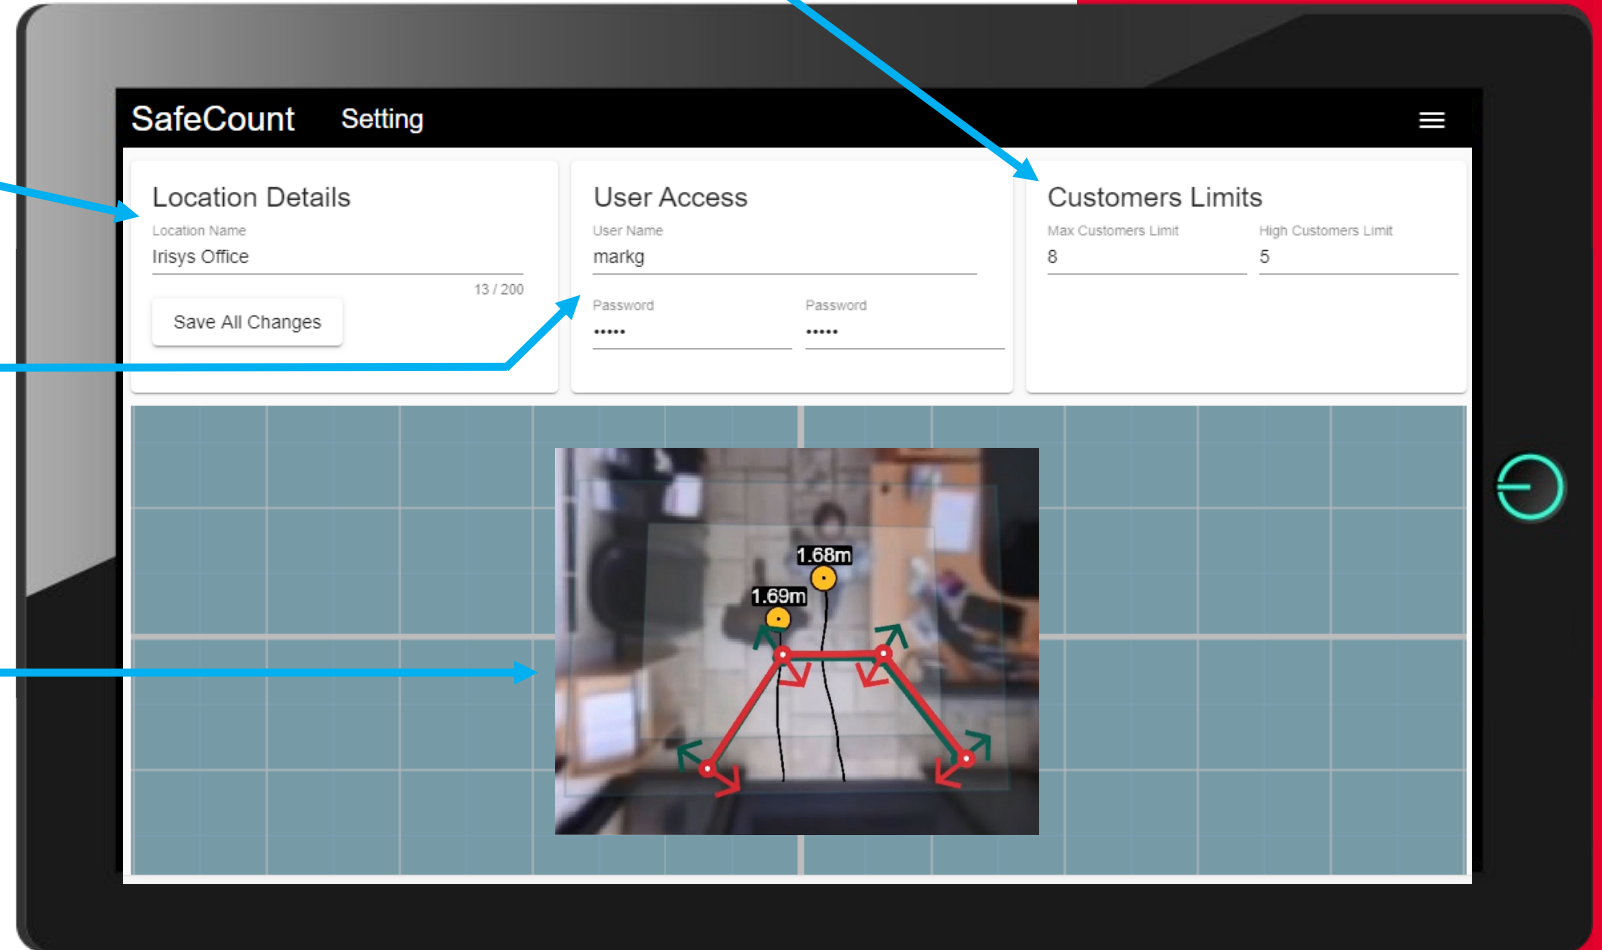 SafeCount Setting
Location Details
Location Name
Irisys Office
13 / 200
Save All Changes
User Access
User Name
markg
Password Password
••••• •••••
Customers Limits
Max Customers Limit High Customers Limit
8 5
1.68m
1.69m